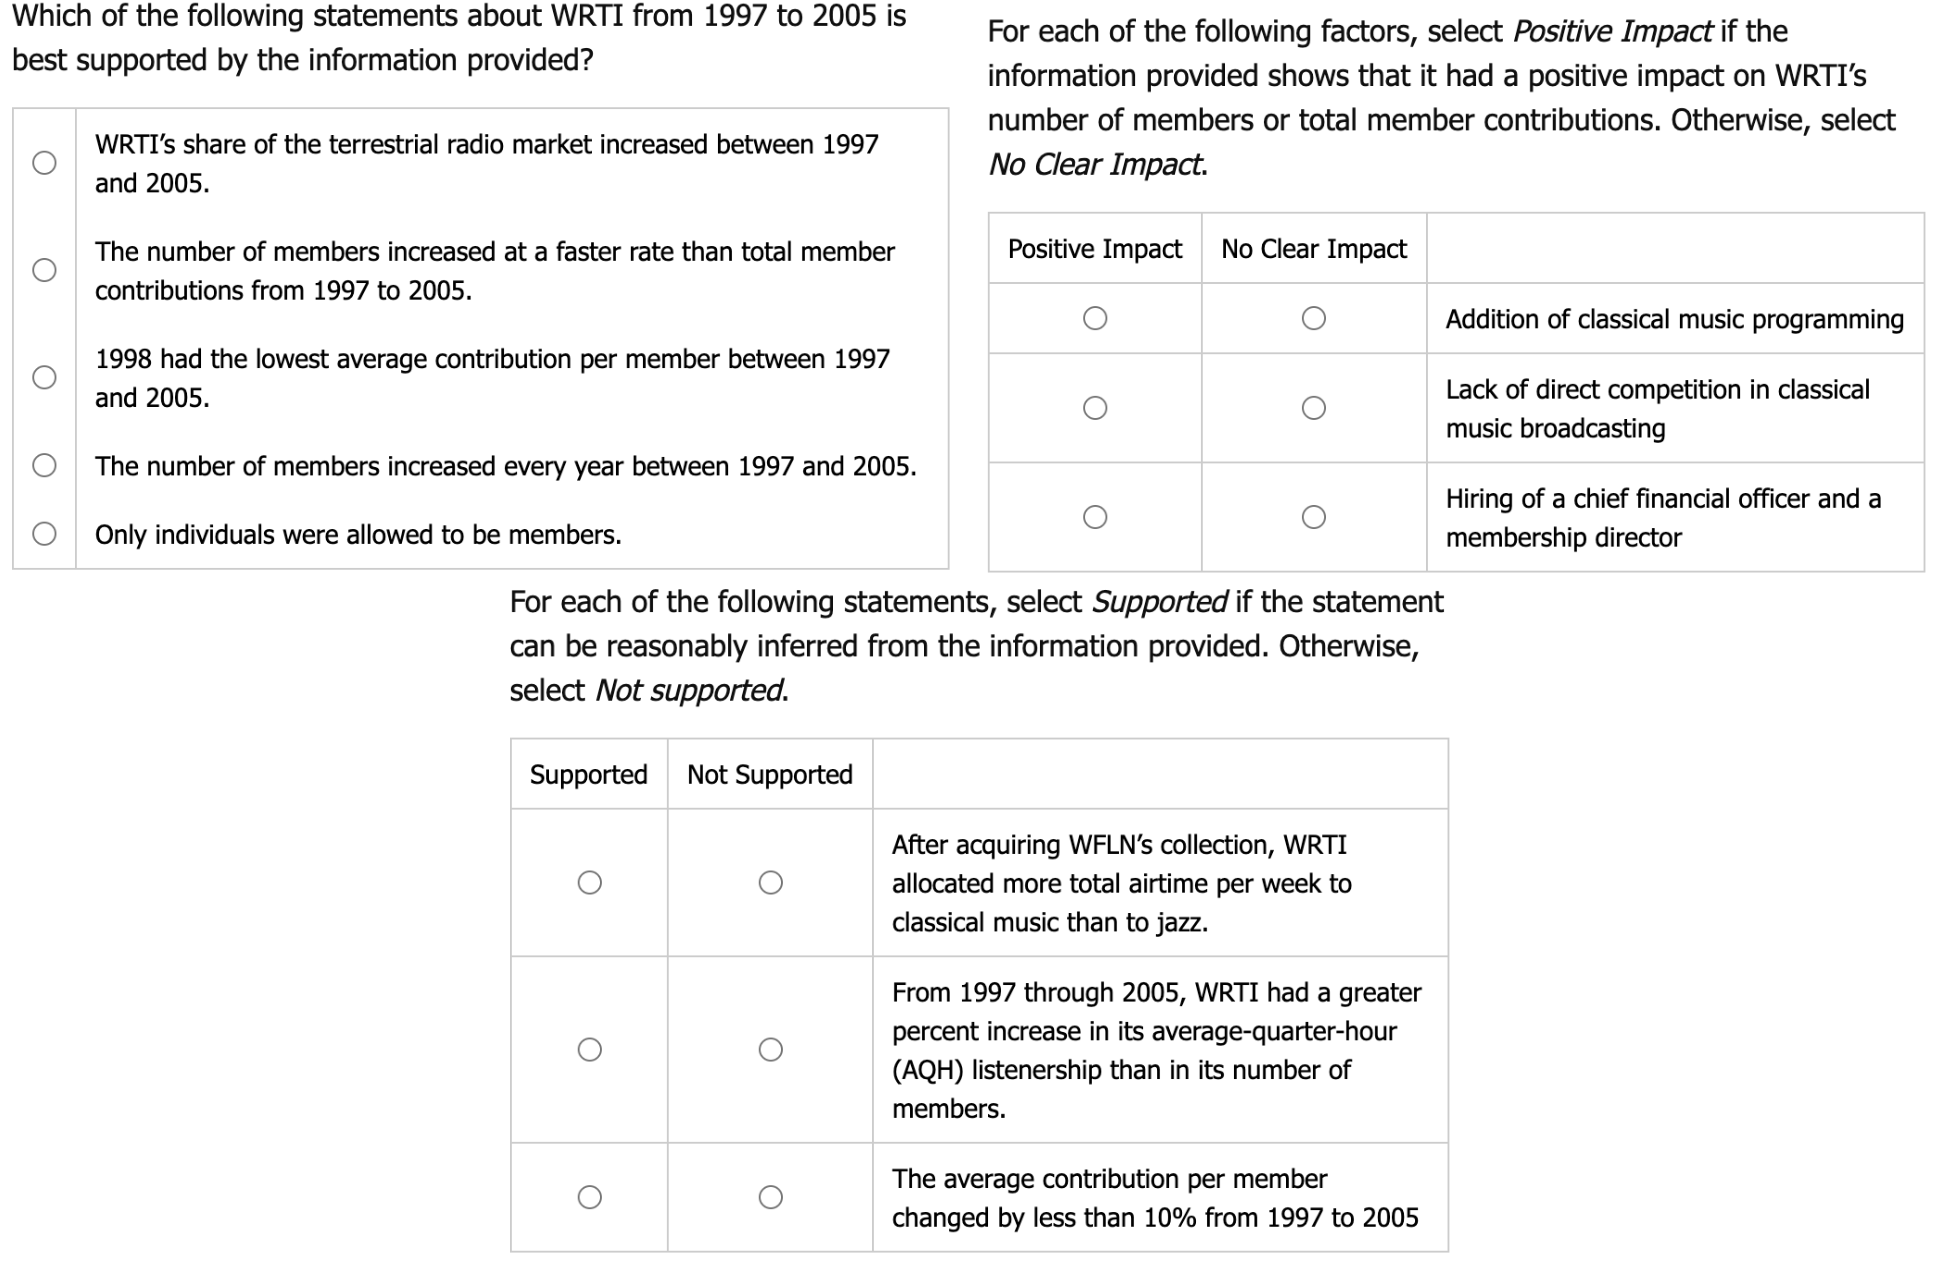 Which of the following statements about WRTI from 1997 to 2005 is
best supported by the information provided?
WRTI’s share of the terrestrial radio market increased between 1997
and 2005.
The number of members increased at a faster rate than total member
contributions from 1997 to 2005.
1998 had the lowest average contribution per member between 1997
and 2005.
The number of members increased every year between 1997 and 2005.
Only individuals were allowed to be members.
For each of the following factors, select Positive Impact if the
information provided shows that it had a positive impact on WRTI’s
number of members or total member contributions. Otherwise, select
No Clear Impact.
Positive Impact
No Clear Impact
Addition of classical music programming
Lack of direct competition in classical
music broadcasting
Hiring of a chief financial officer and a
membership director
For each of the following statements, select Supported if the statement
can be reasonably inferred from the information provided. Otherwise,
select Not supported.
Supported
Not Supported
After acquiring WFLN’s collection, WRTI
allocated more total airtime per week to
classical music than to jazz.
From 1997 through 2005, WRTI had a greater
percent increase in its average-quarter-hour
(AQH) listenership than in its number of
members.
The average contribution per member
changed by less than 10% from 1997 to 2005